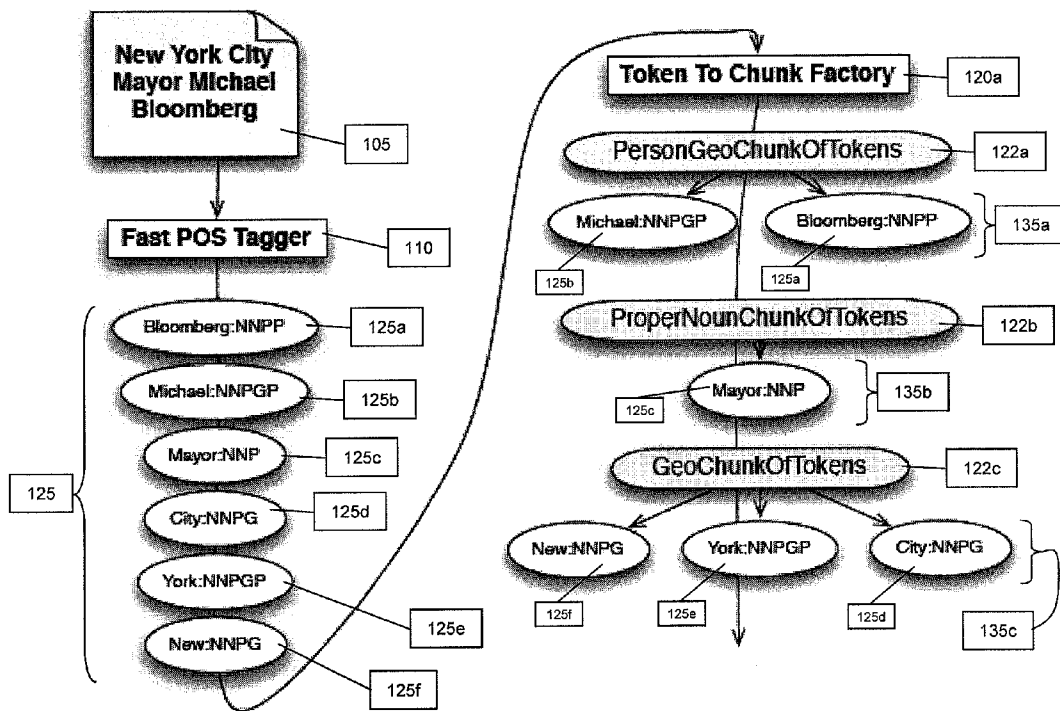 New York City
Mayor Michael
Bloomberg
105
Fast POS Tagger
110
Bloomberg:NNPP
125a
Michael:NNPGP
125b
Mayor:NNP
125c
City:NNPG
125d
York:NNPGP
125e
New:NNPG
125f
125
Token To Chunk Factory
120a
PersonGeoChunkOfTokens
122a
Michael:NNPGP
Bloomberg:NNPP
135a
125b
125a
ProperNounChunkOfTokens
122b
Mayor:NNP
125c
135b
GeoChunkOfTokens
122c
New:NNPG
York:NNPGP
City:NNPG
125f
125e
125d
135c